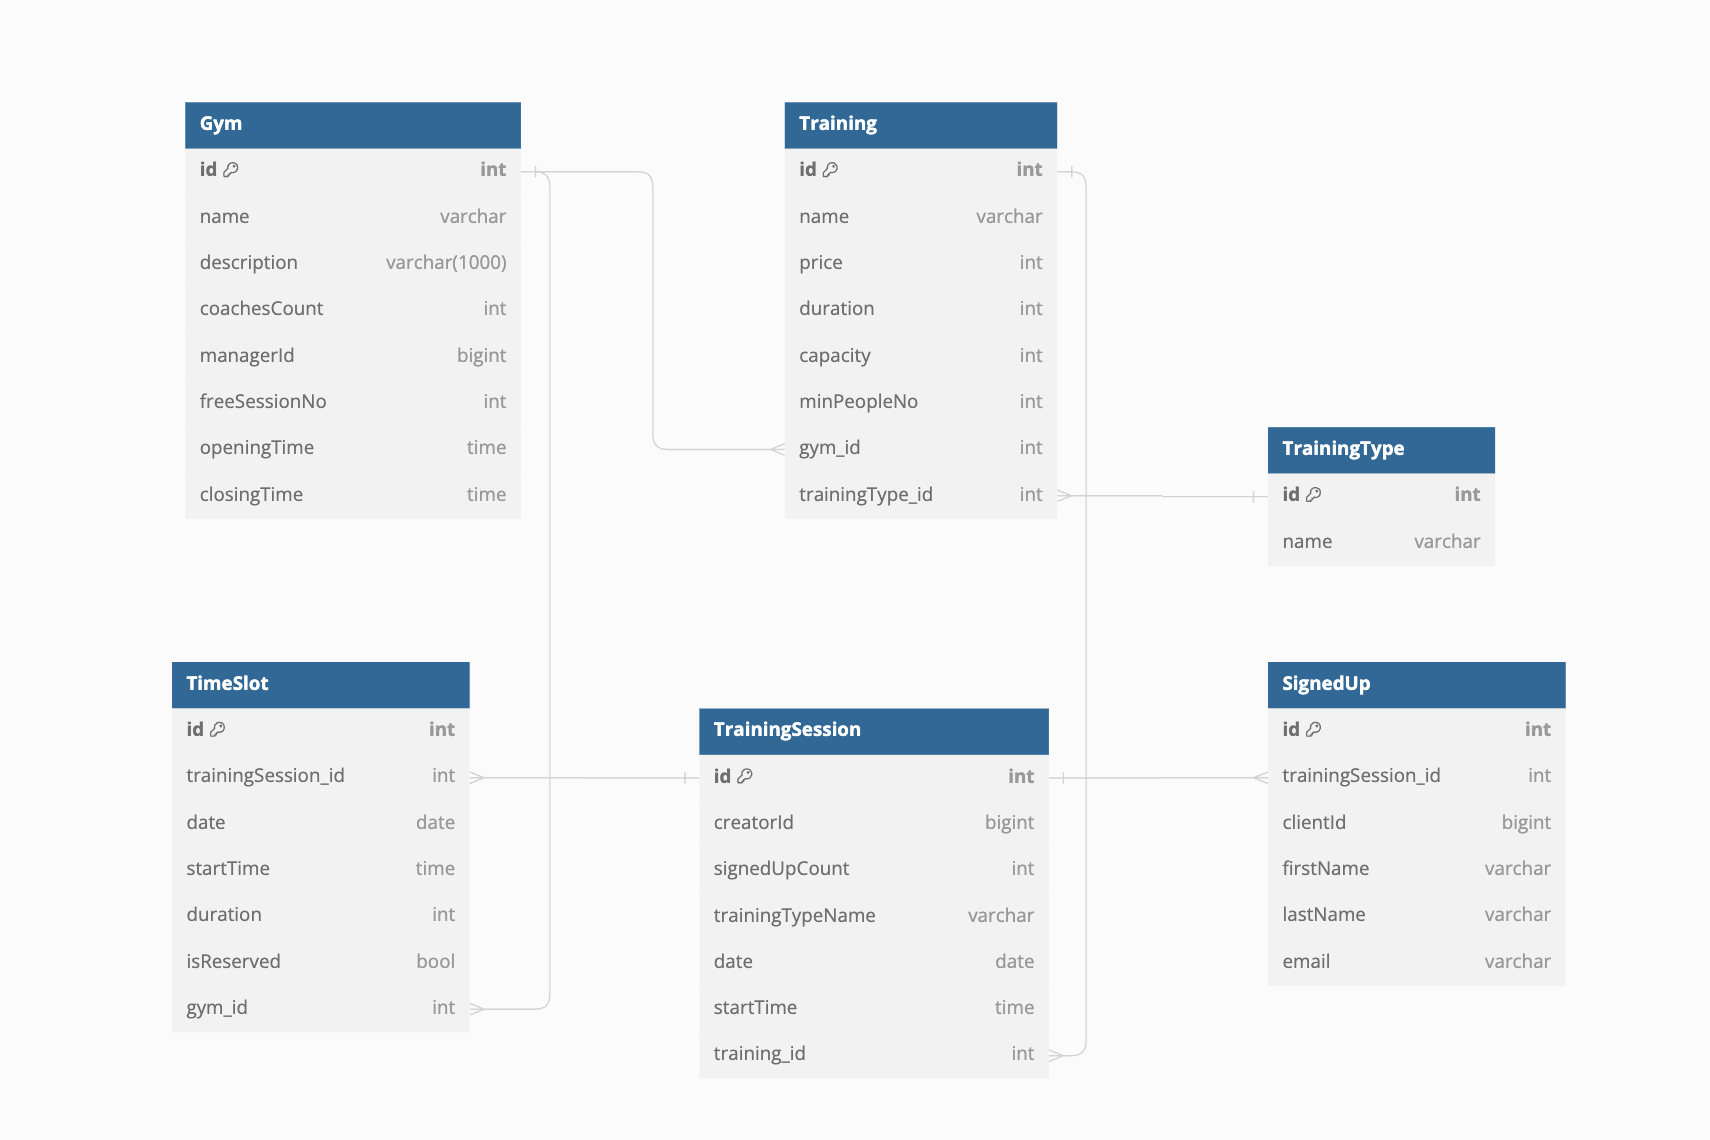 Gym
id int
name varchar
description varchar(1000)
coachesCount int
managerId bigint
freeSessionNo int
openingTime time
closingTime time
Training
id int
name varchar
price int
duration int
capacity int
minPeopleNo int
gym_id int
trainingType_id int
TrainingType
id int
name varchar
TimeSlot
id int
trainingSession_id int
date date
startTime time
duration int
isReserved bool
gym_id int
TrainingSession
id int
creatorId bigint
signedUpCount int
trainingTypeName varchar
date date
startTime time
training_id int
SignedUp
id int
trainingSession_id int
clientId bigint
firstName varchar
lastName varchar
email varchar